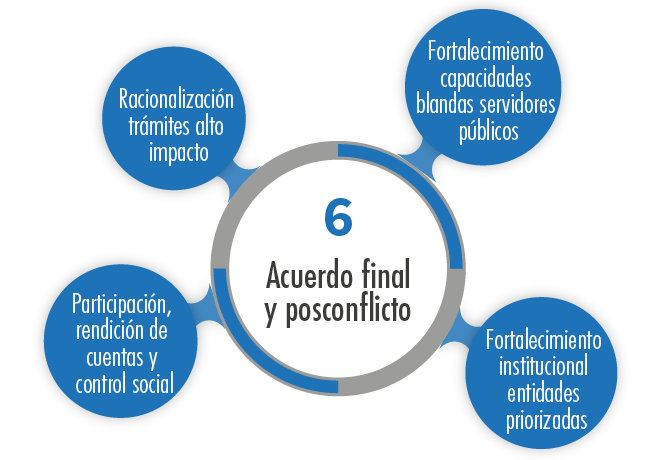 Racionalización
trámites alto
impacto
Fortalecimiento
capacidades
blandas servidores
públicos
6
Acuerdo final
y posconflicto
Participación,
rendición de
cuentas y
control social
Fortalecimiento
institucional
entidades
priorizadas